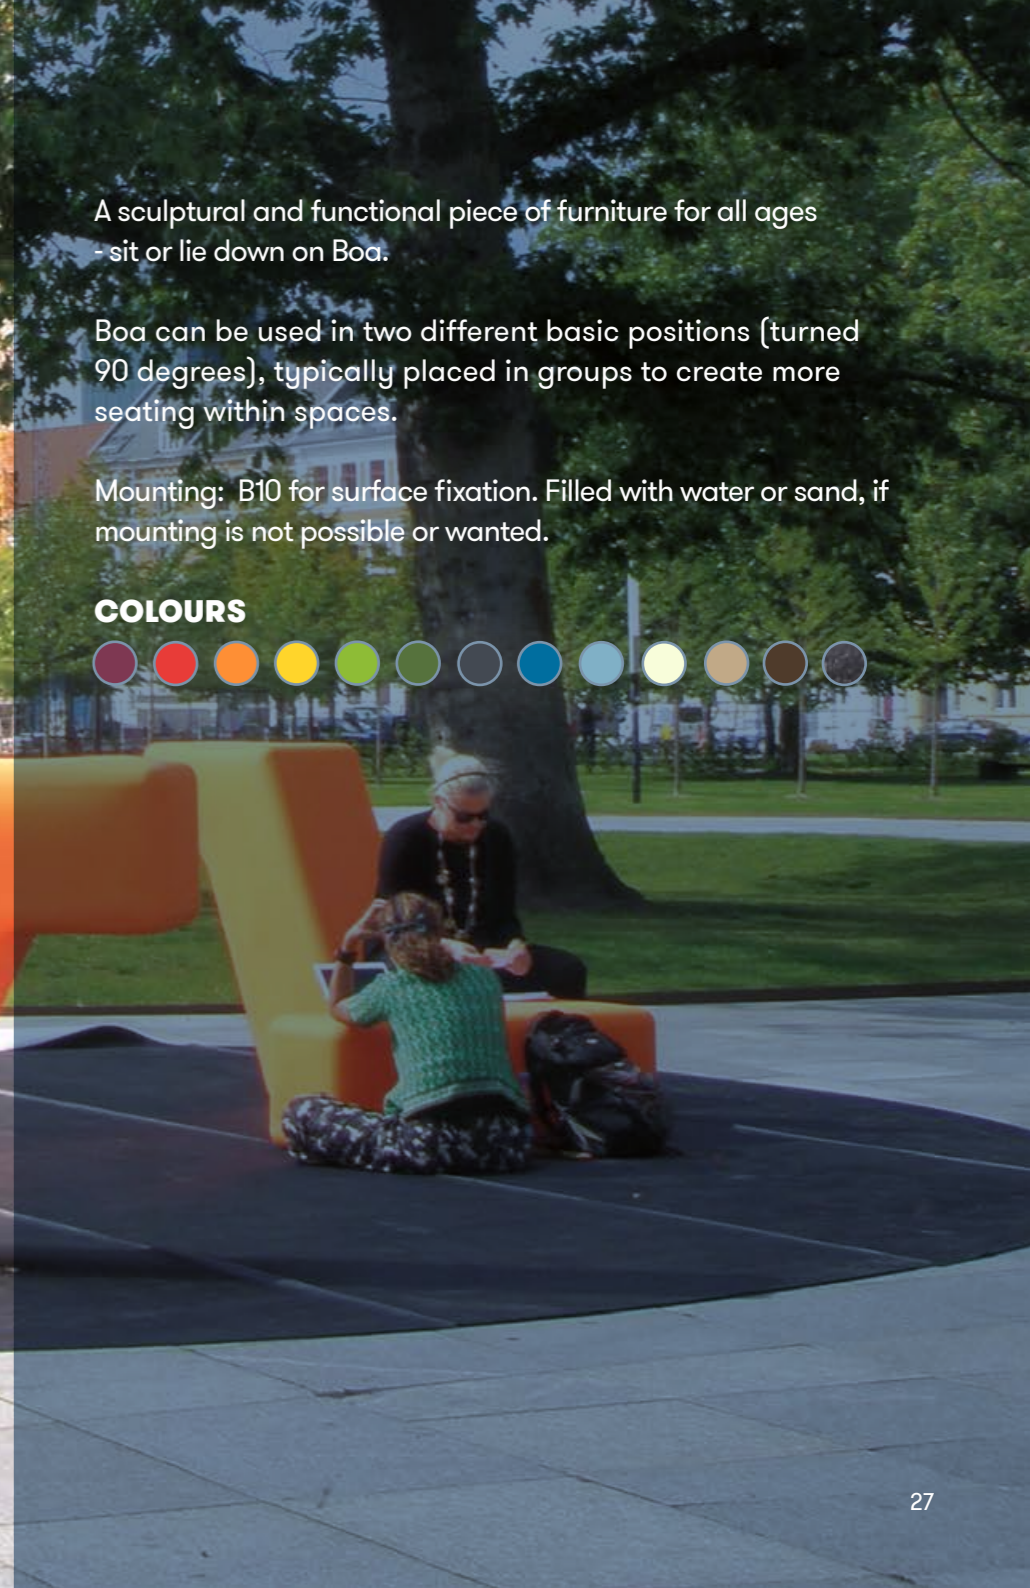 A sculptural and functional piece of furniture for all ages
- sit or lie down on Boa.
Boa can be used in two different basic positions (turned
90 degrees), typically placed in groups to create more
seating within spaces.
Mounting:  B10 for surface fixation. Filled with water or sand, if
mounting is not possible or wanted.
COLOURS
27